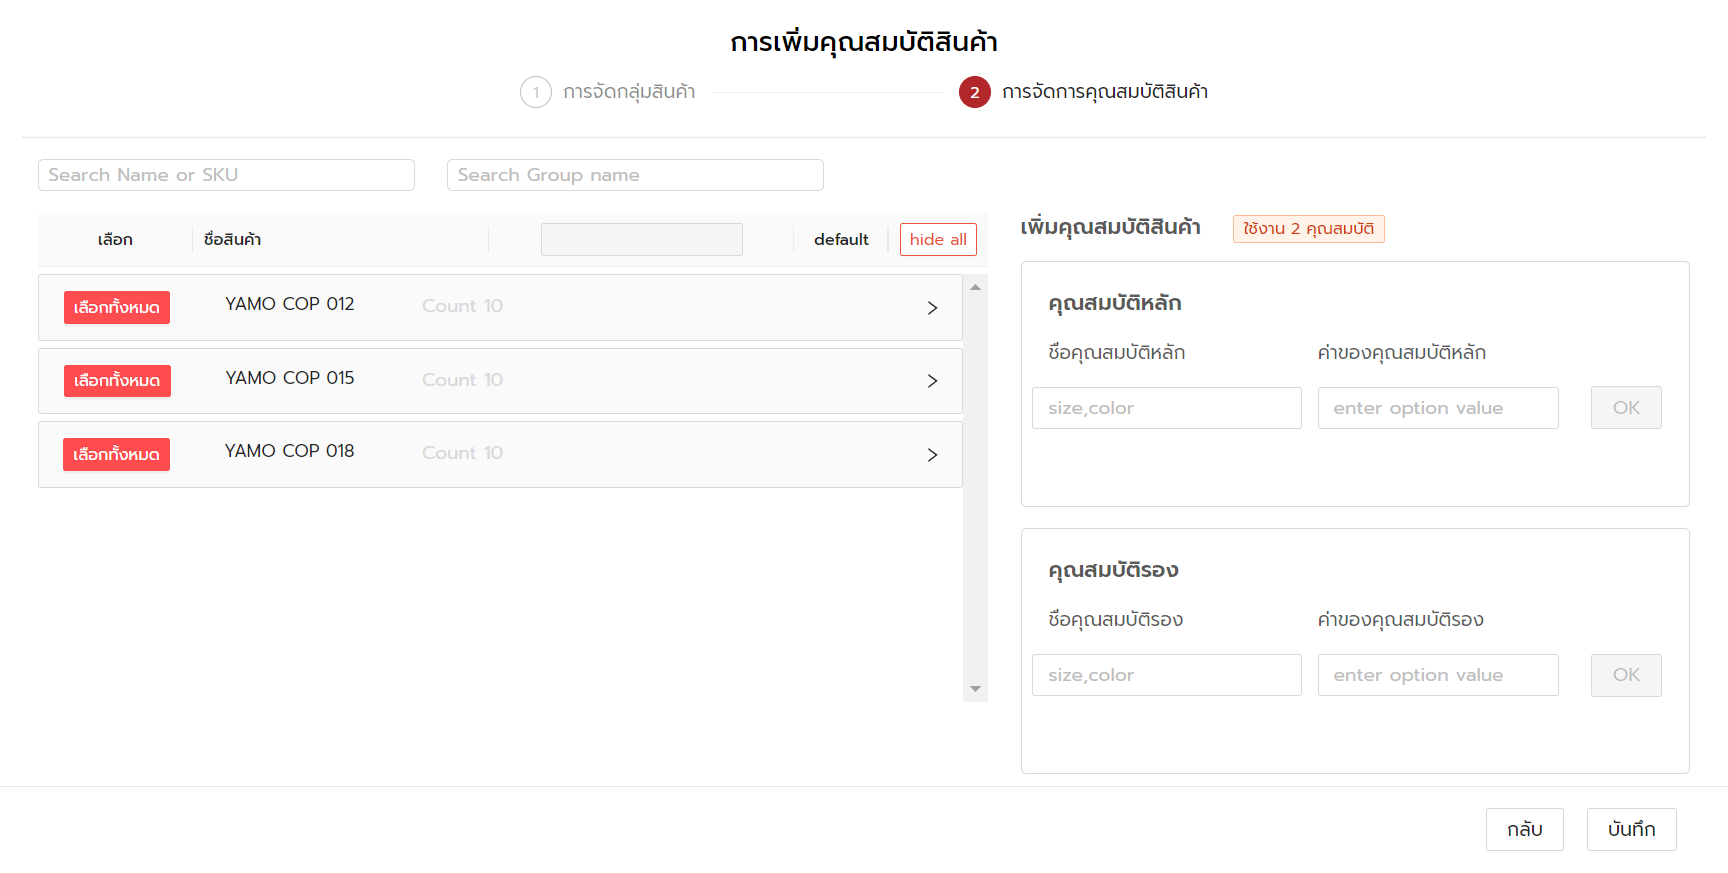 การเพิ่มคุณสมบัติสินค้า
1 การจัดกลุ่มสินค้า 2 การจัดการคุณสมบัติสินค้า
Search Name or SKU Search Group name
เลือก ชื่อสินค้า default hide all
เลือกทั้งหมด YAMO COP 012 Count 10
เลือกทั้งหมด YAMO COP 015 Count 10
เลือกทั้งหมด YAMO COP 018 Count 10
เพิ่มคุณสมบัติสินค้า ใช้งาน 2 คุณสมบัติ
คุณสมบัติหลัก
ชื่อคุณสมบัติหลัก ค่าของคุณสมบัติหลัก
size,color enter option value OK
คุณสมบัติรอง
ชื่อคุณสมบัติรอง ค่าของคุณสมบัติรอง
size,color enter option value OK
กลับ บันทึก